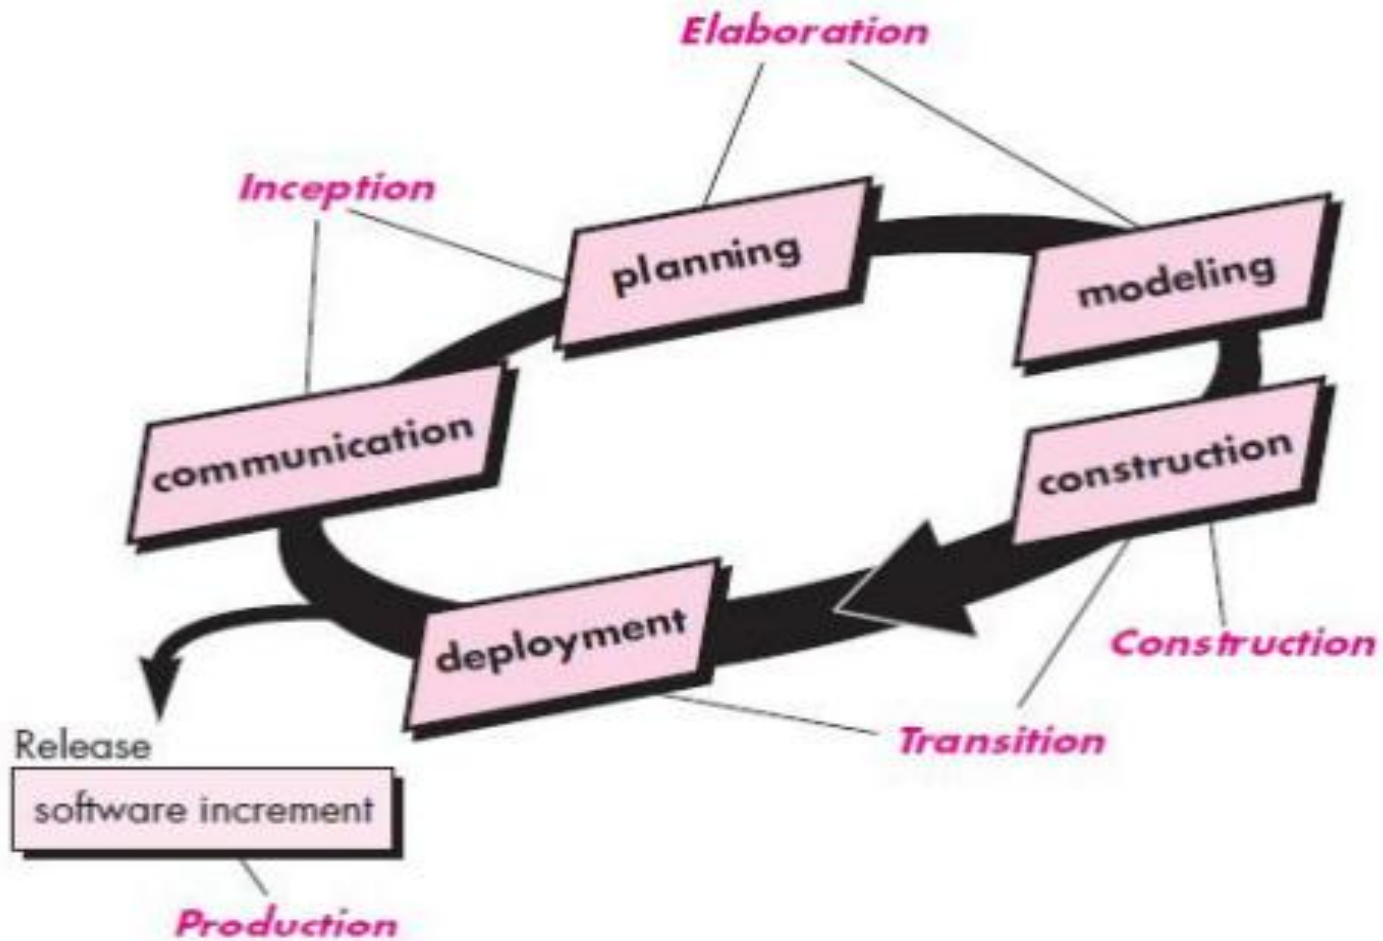 Elaboration
Inception
planning
modeling
communication
construction
deployment
Construction
Transition
Release
software increment
Production